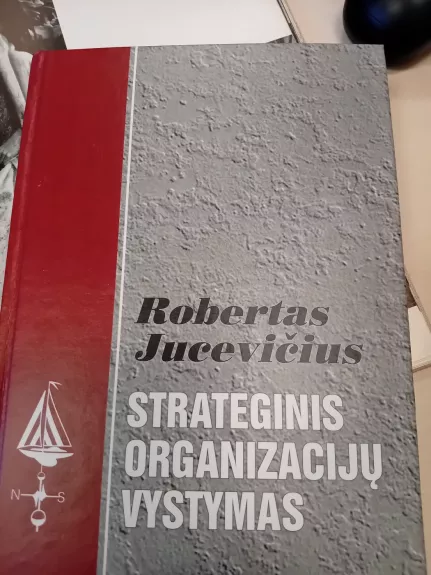 Robertas
Jucevičius
STRATEGINIS
ORGANIZACIJŲ
VYSTYMAS
N S